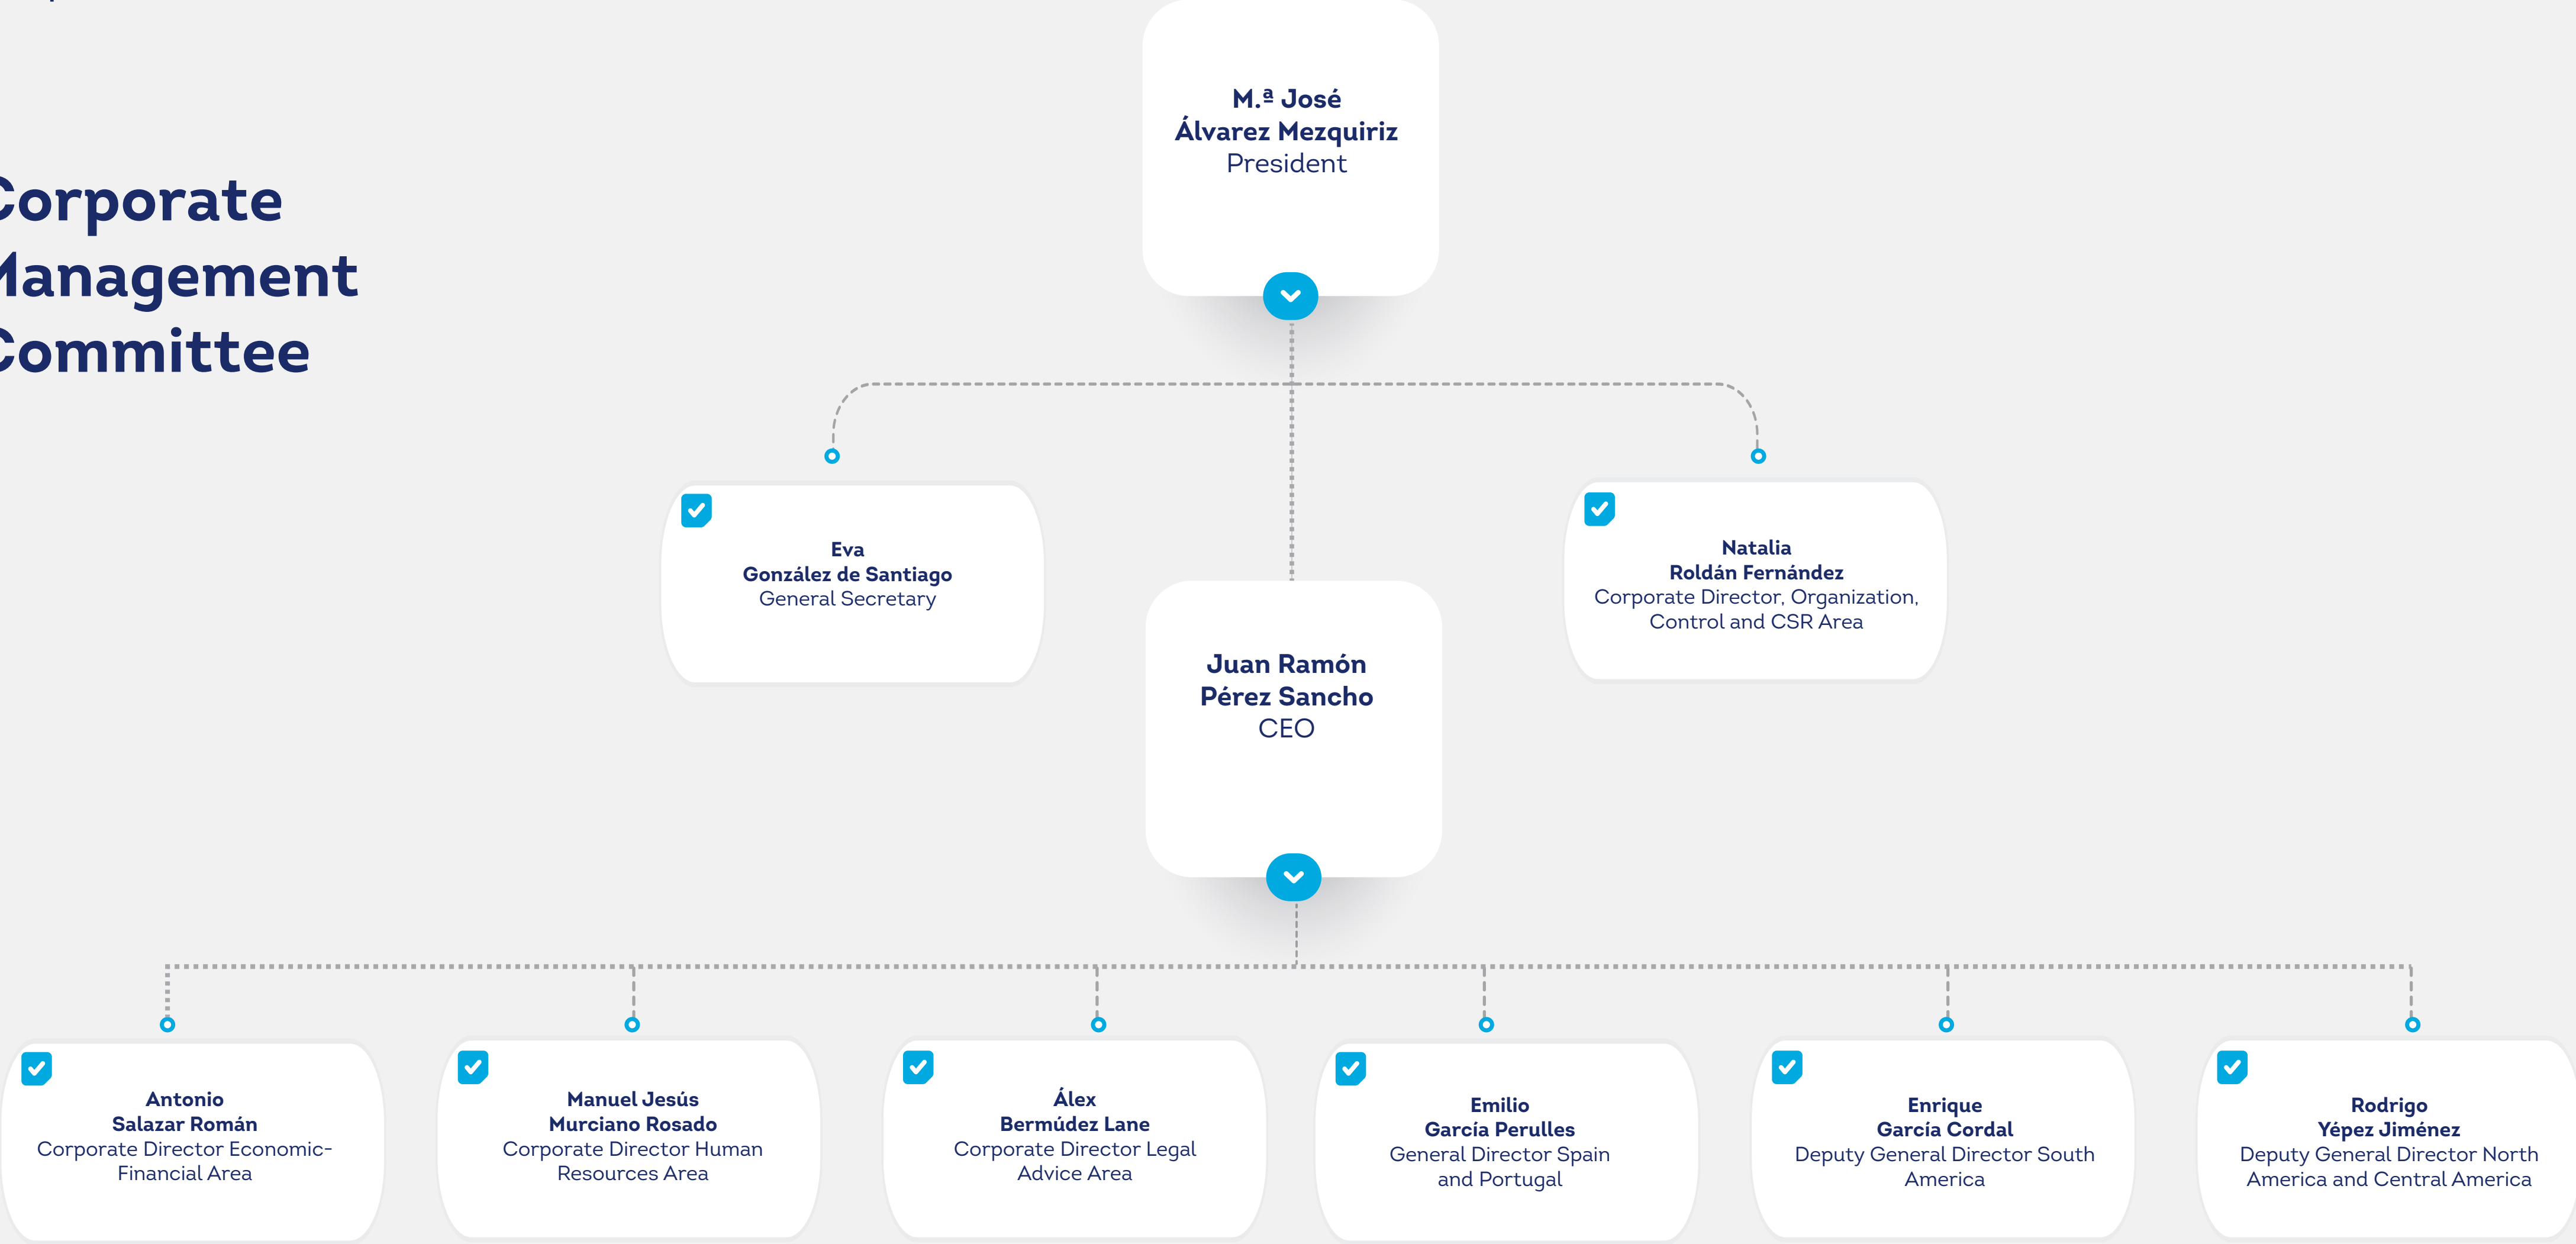 Corporate
Management
Committee
M.ª José
Álvarez Mezquiriz
President
Eva
González de Santiago
General Secretary
Natalia
Roldán Fernández
Corporate Director, Organization,
Control and CSR Area
Juan Ramón
Pérez Sancho
CEO
Antonio
Salazar Román
Corporate Director Economic-
Financial Area
Manuel Jesús
Murciano Rosado
Corporate Director Human
Resources Area
Álex
Bermúdez Lane
Corporate Director Legal
Advice Area
Emilio
García Perulles
General Director Spain
and Portugal
Enrique
García Cordal
Deputy General Director South
America
Rodrigo
Yépez Jiménez
Deputy General Director North
America and Central America